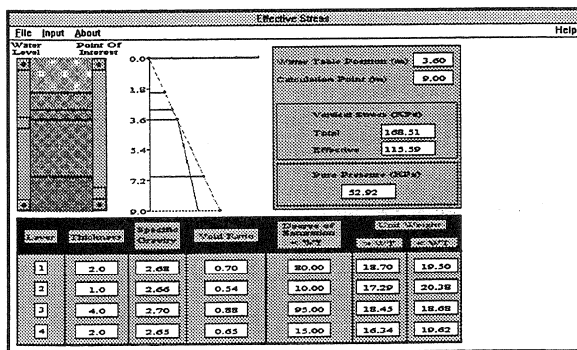 Effective Stress
File Input About Help
Water Level Point Of Interest
0.0
1.8
3.6
5.4
7.2
9.0
Water Table Position (m) 3.60
Calculation Point (m) 9.00
Vertical Stress (KPa)
Total 168.51
Effective 115.59
Pore Pressure (KPa)
52.92
Layer Thickness Specific Gravity Void Ratio Degree of Saturation > WT Unit Weight > WT < WT
1 2.0 2.68 0.70 80.00 18.70 19.50
2 1.0 2.66 0.54 10.00 17.29 20.38
3 4.0 2.70 0.88 95.00 18.45 18.68
4 2.0 2.65 0.65 15.00 16.34 19.62